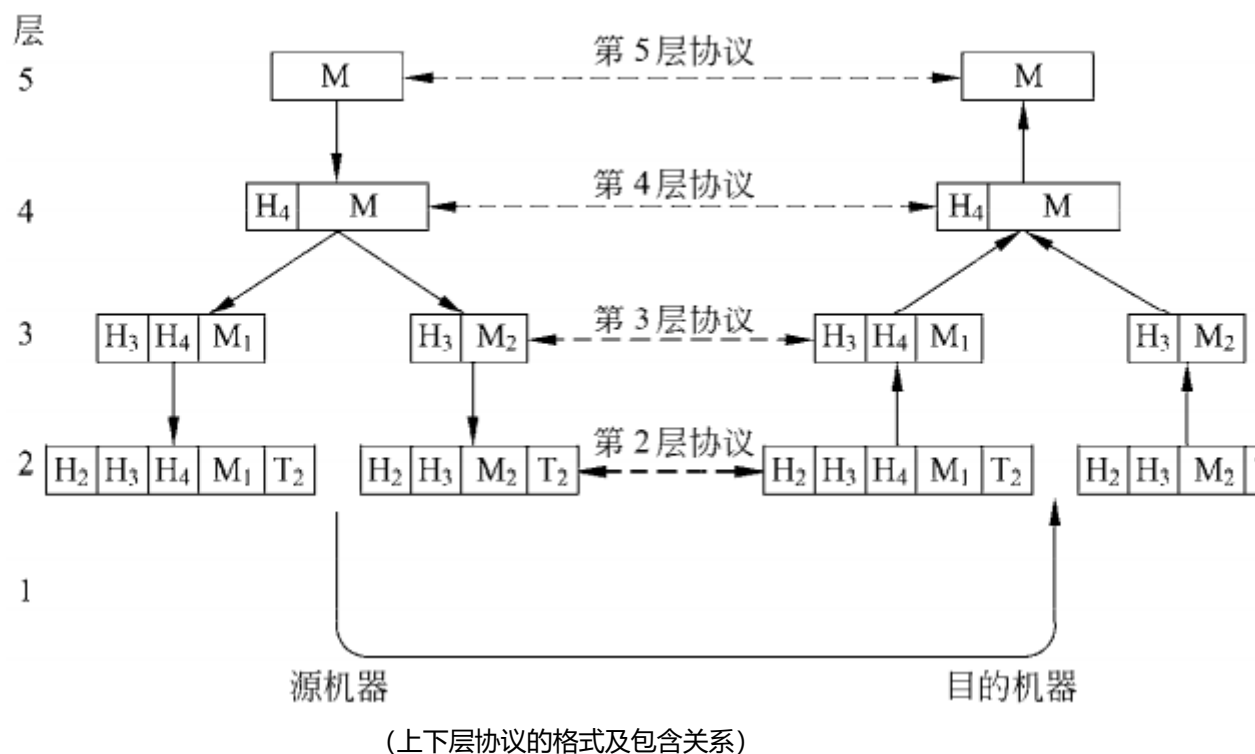 层
5 M 第5层协议 M
4 H₄ M 第4层协议 H₄ M
3 H₃ H₄ M₁ H₃ M₂ 第3层协议 H₃ H₄ M₁ H₃ M₂
2 H₂ H₃ H₄ M₁ T₂ H₂ H₃ M₂ T₂ 第2层协议 H₂ H₃ H₄ M₁ T₂ H₂ H₃ M₂
1
源机器 目的机器
（上下层协议的格式及包含关系）